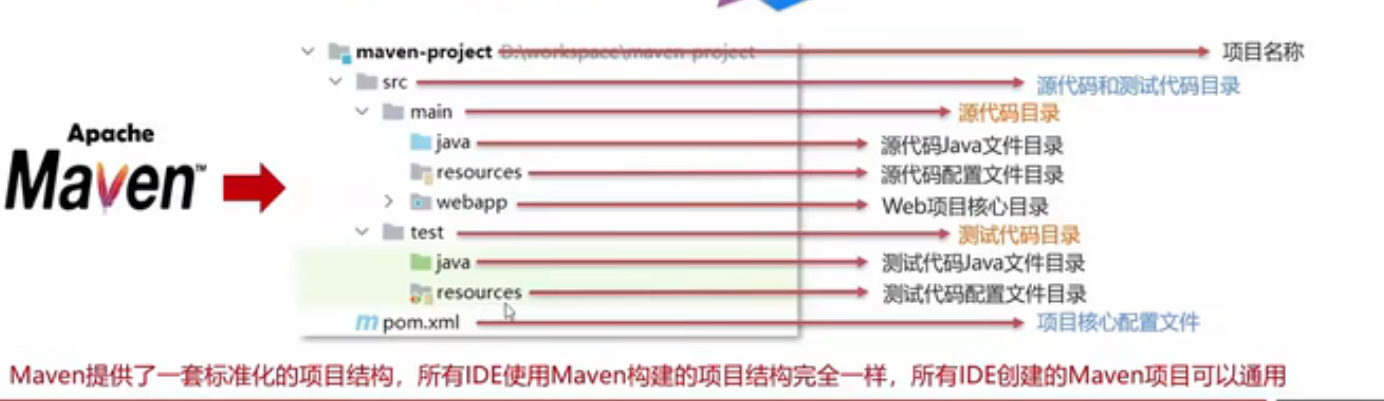 maven-project D:\workspace\maven-project 项目名称
src 源代码和测试代码目录
main 源代码目录
java 源代码Java文件目录
Apache
Maven™
resources 源代码配置文件目录
webapp Web项目核心目录
test 测试代码目录
java 测试代码Java文件目录
resources 测试代码配置文件目录
pom.xml 项目核心配置文件
Maven提供了一套标准化的项目结构，所有IDE使用Maven构建的项目结构完全一样，所有IDE创建的Maven项目可以通用